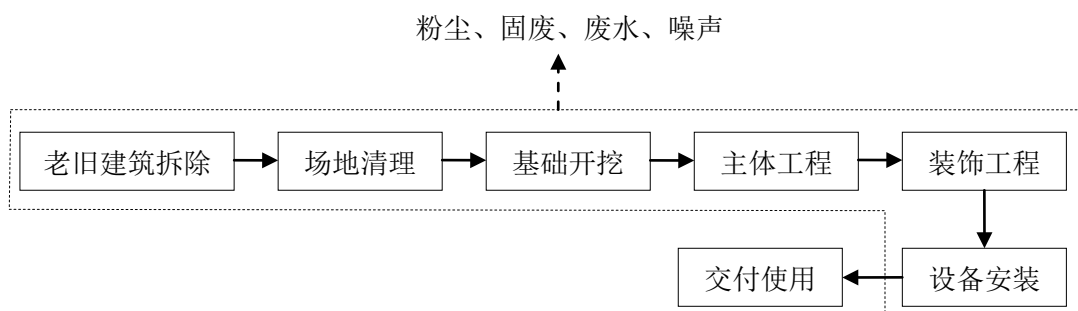 粉尘、固废、废水、噪声
老旧建筑拆除
场地清理
基础开挖
主体工程
装饰工程
设备安装
交付使用